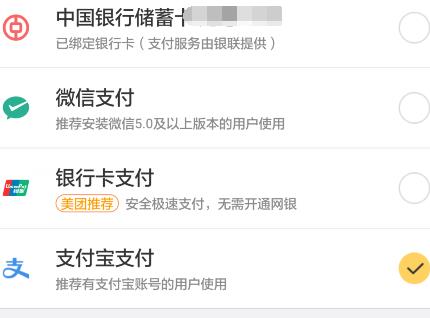 中国银行储蓄卡
已绑定银行卡（支付服务由银联提供）
微信支付
推荐安装微信5.0及以上版本的用户使用
银行卡支付
美团推荐 安全极速支付，无需开通网银
支付宝支付
推荐有支付宝账号的用户使用